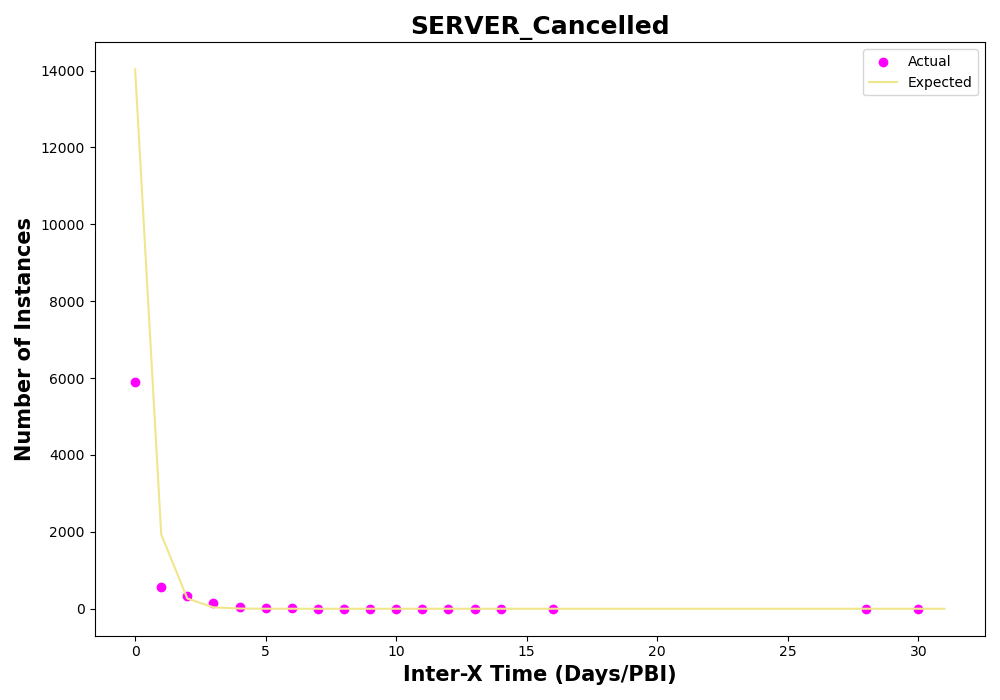 SERVER_Cancelled
Actual
Expected
Number of Instances
14000
12000
10000
8000
6000
4000
2000
0
0 5 10 15 20 25 30
Inter-X Time (Days/PBI)